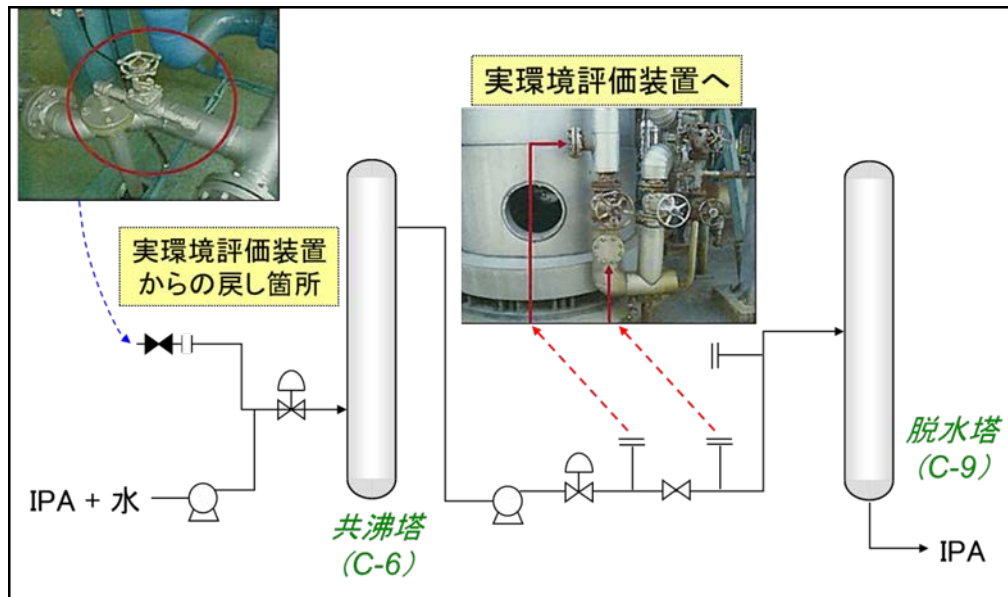 実環境評価装置へ
実環境評価装置
からの戻し箇所
IPA + 水
共沸塔
(C-6)
脱水塔
(C-9)
IPA